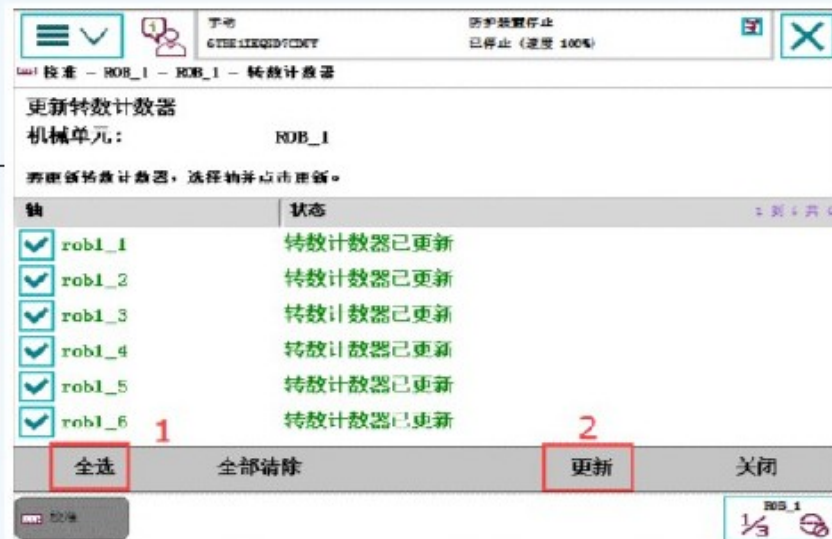 手动
防护装置停止
已停止 (速度 100%)
校准 - ROB_1 - ROB_1 - 转数计数器
更新转数计数器
机械单元: ROB_1
要更新转数计数器，选择轴并点击更新。
轴 状态
rob1_1 转数计数器已更新
rob1_2 转数计数器已更新
rob1_3 转数计数器已更新
rob1_4 转数计数器已更新
rob1_5 转数计数器已更新
rob1_6 转数计数器已更新
1 2
全选 全部清除 更新 关闭
校准
ROB_1
1/3